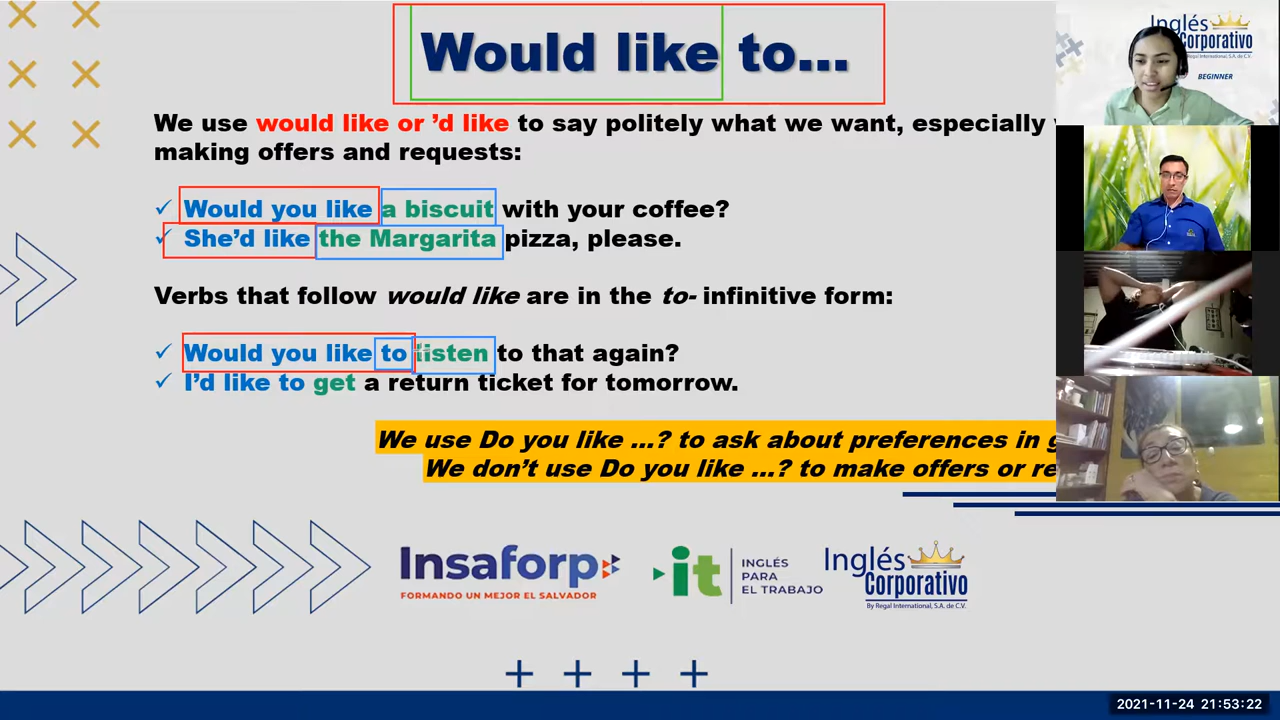 Would like to...
We use would like or ’d like to say politely what we want, especially
making offers and requests:
✓ Would you like a biscuit with your coffee?
✓ She’d like the Margarita pizza, please.
Verbs that follow would like are in the to- infinitive form:
✓ Would you like to listen to that again?
✓ I’d like to get a return ticket for tomorrow.
We use Do you like ...? to ask about preferences in
We don’t use Do you like ...? to make offers or
Insaforp
FORMANDO UN MEJOR EL SALVADOR
it
INGLÉS
PARA
EL TRABAJO
Inglés
Corporativo
By Regal International, S.A. de C.V.
Inglés
Corporativo
By Regal International, S.A. de C.V.
BEGINNER
2021-11-24 21:53:22